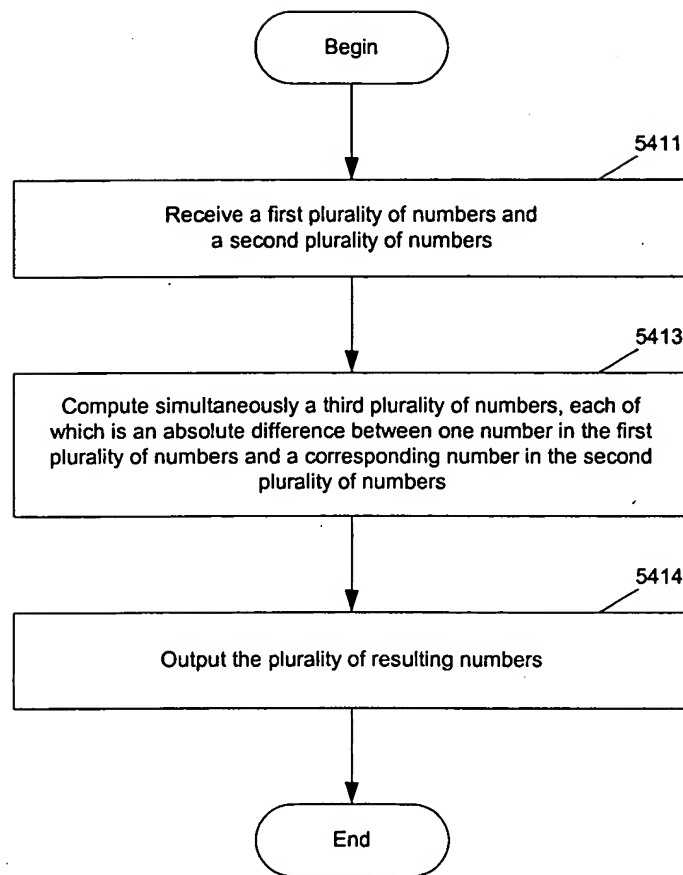 Begin
5411
Receive a first plurality of numbers and
a second plurality of numbers
5413
Compute simultaneously a third plurality of numbers, each of
which is an absolute difference between one number in the first
plurality of numbers and a corresponding number in the second
plurality of numbers
5414
Output the plurality of resulting numbers
End